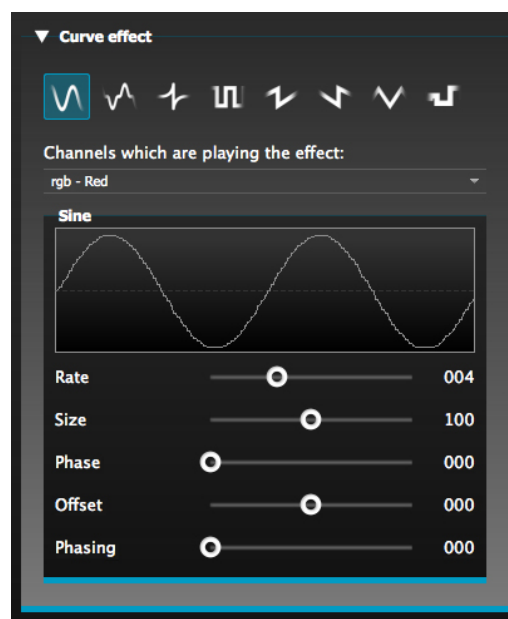 Curve effect
Channels which are playing the effect:
rgb - Red
Sine
Rate 004
Size 100
Phase 000
Offset 000
Phasing 000